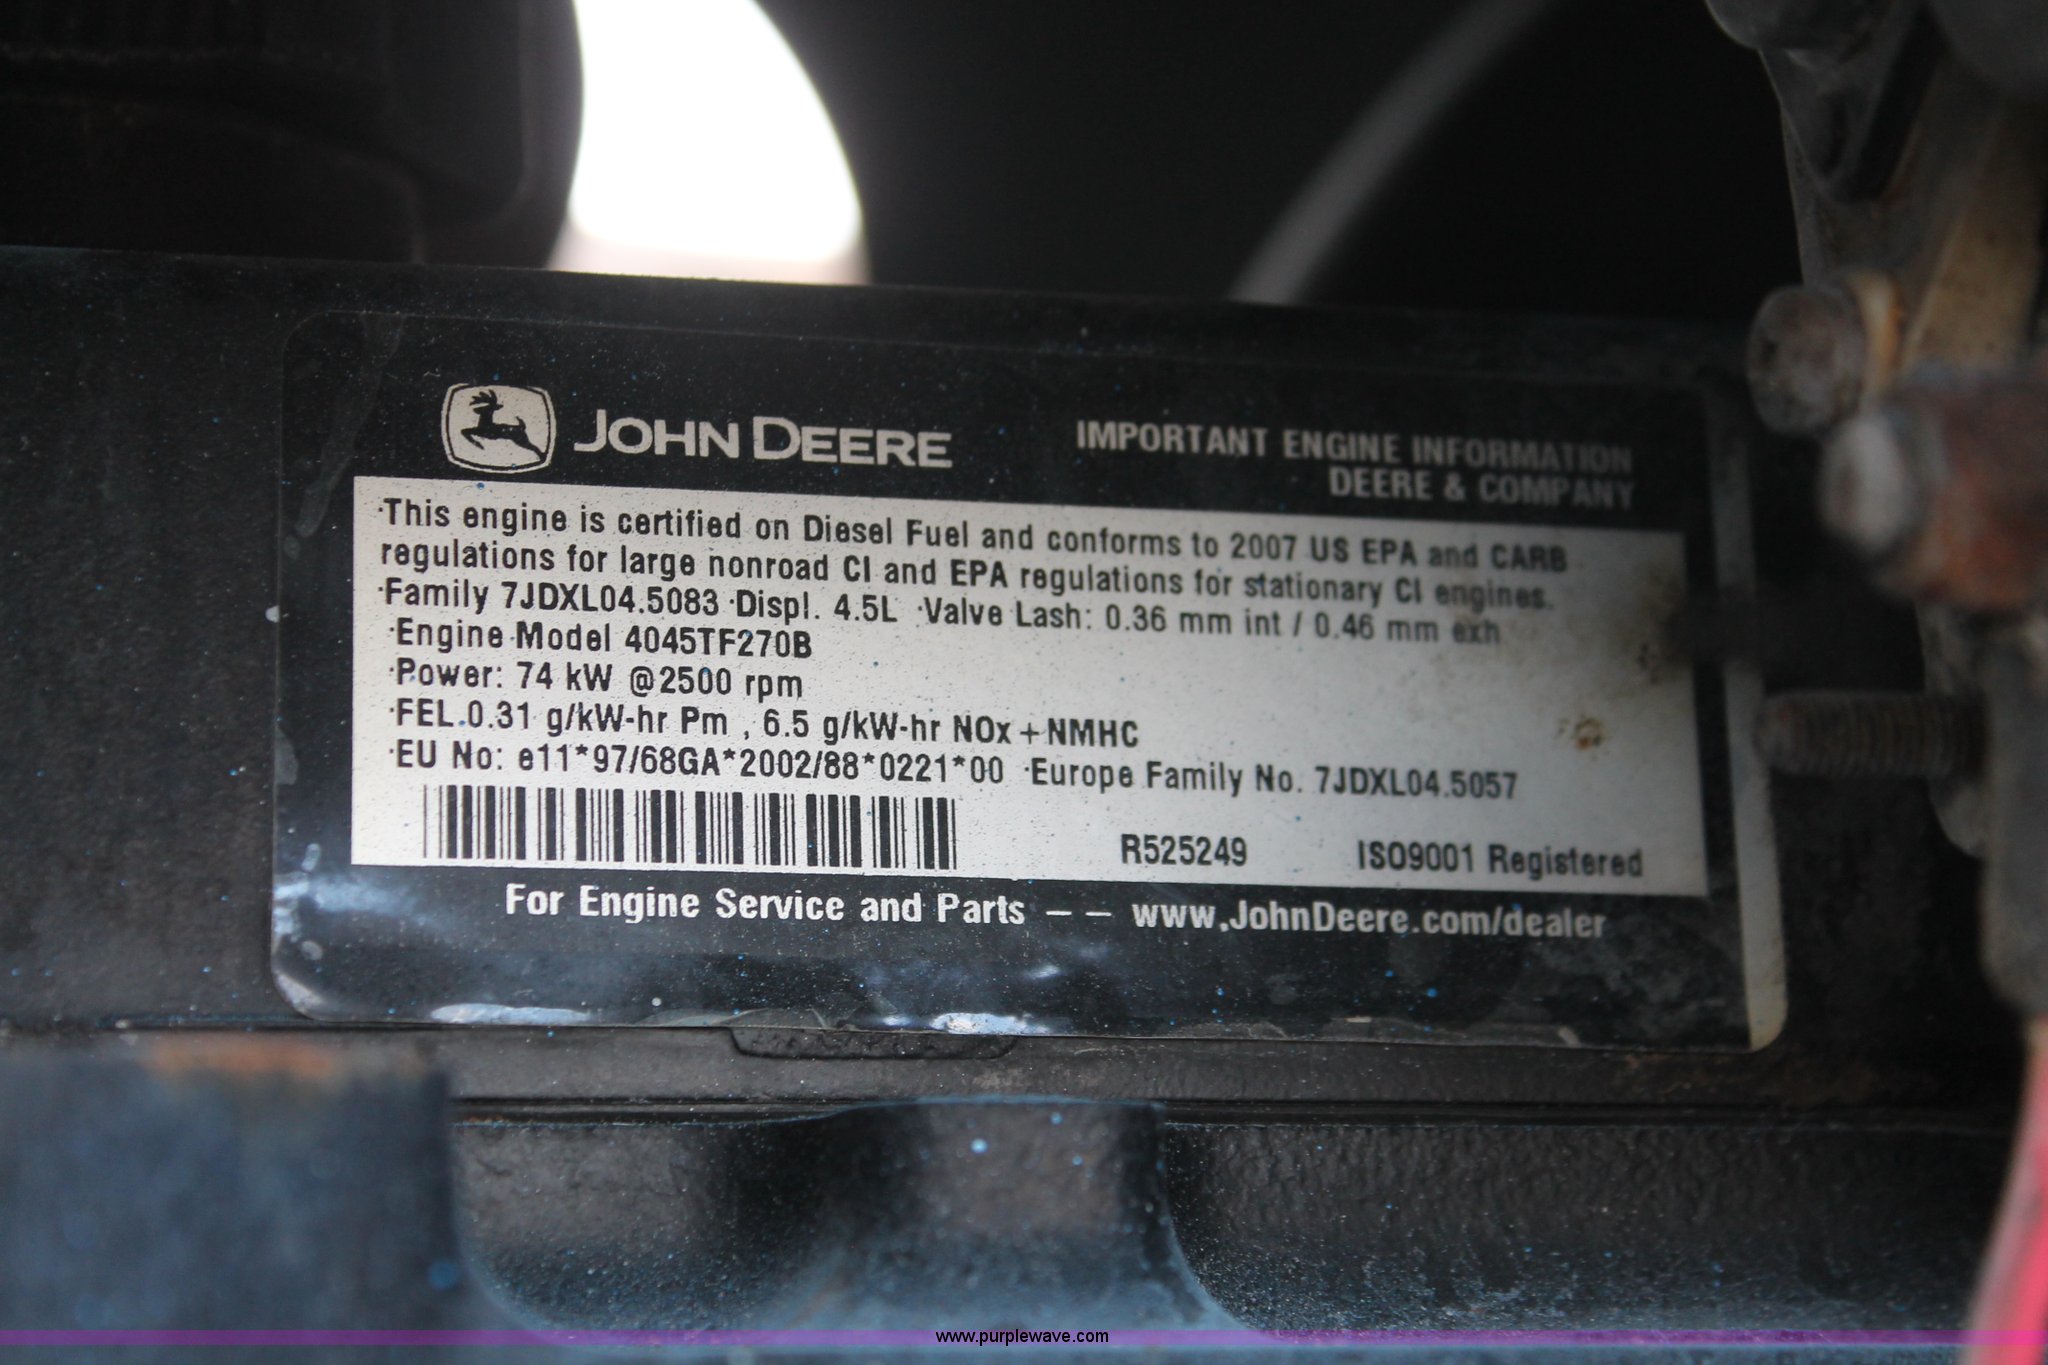 JOHN DEERE
IMPORTANT ENGINE INFORMATION
DEERE & COMPANY
·This engine is certified on Diesel Fuel and conforms to 2007 US EPA and CARB
regulations for large nonroad CI and EPA regulations for stationary CI engines.
·Family 7JDXL04.5083 ·Displ. 4.5L ·Valve Lash: 0.36 mm int / 0.46 mm exh
·Engine Model 4045TF270B
·Power: 74 kW @2500 rpm
·FEL.0.31 g/kW-hr Pm , 6.5 g/kW-hr NOx+NMHC
·EU No: e11*97/68GA*2002/88*0221*00 ·Europe Family No. 7JDXL04.5057
R525249 ISO9001 Registered
For Engine Service and Parts – – www.JohnDeere.com/dealer
www.purplewave.com